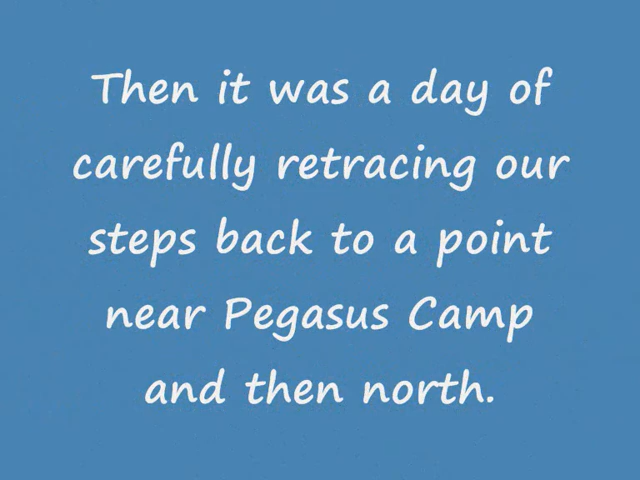 Then it was a day of
carefully retracing our
steps back to a point
near Pegasus Camp
and then north.